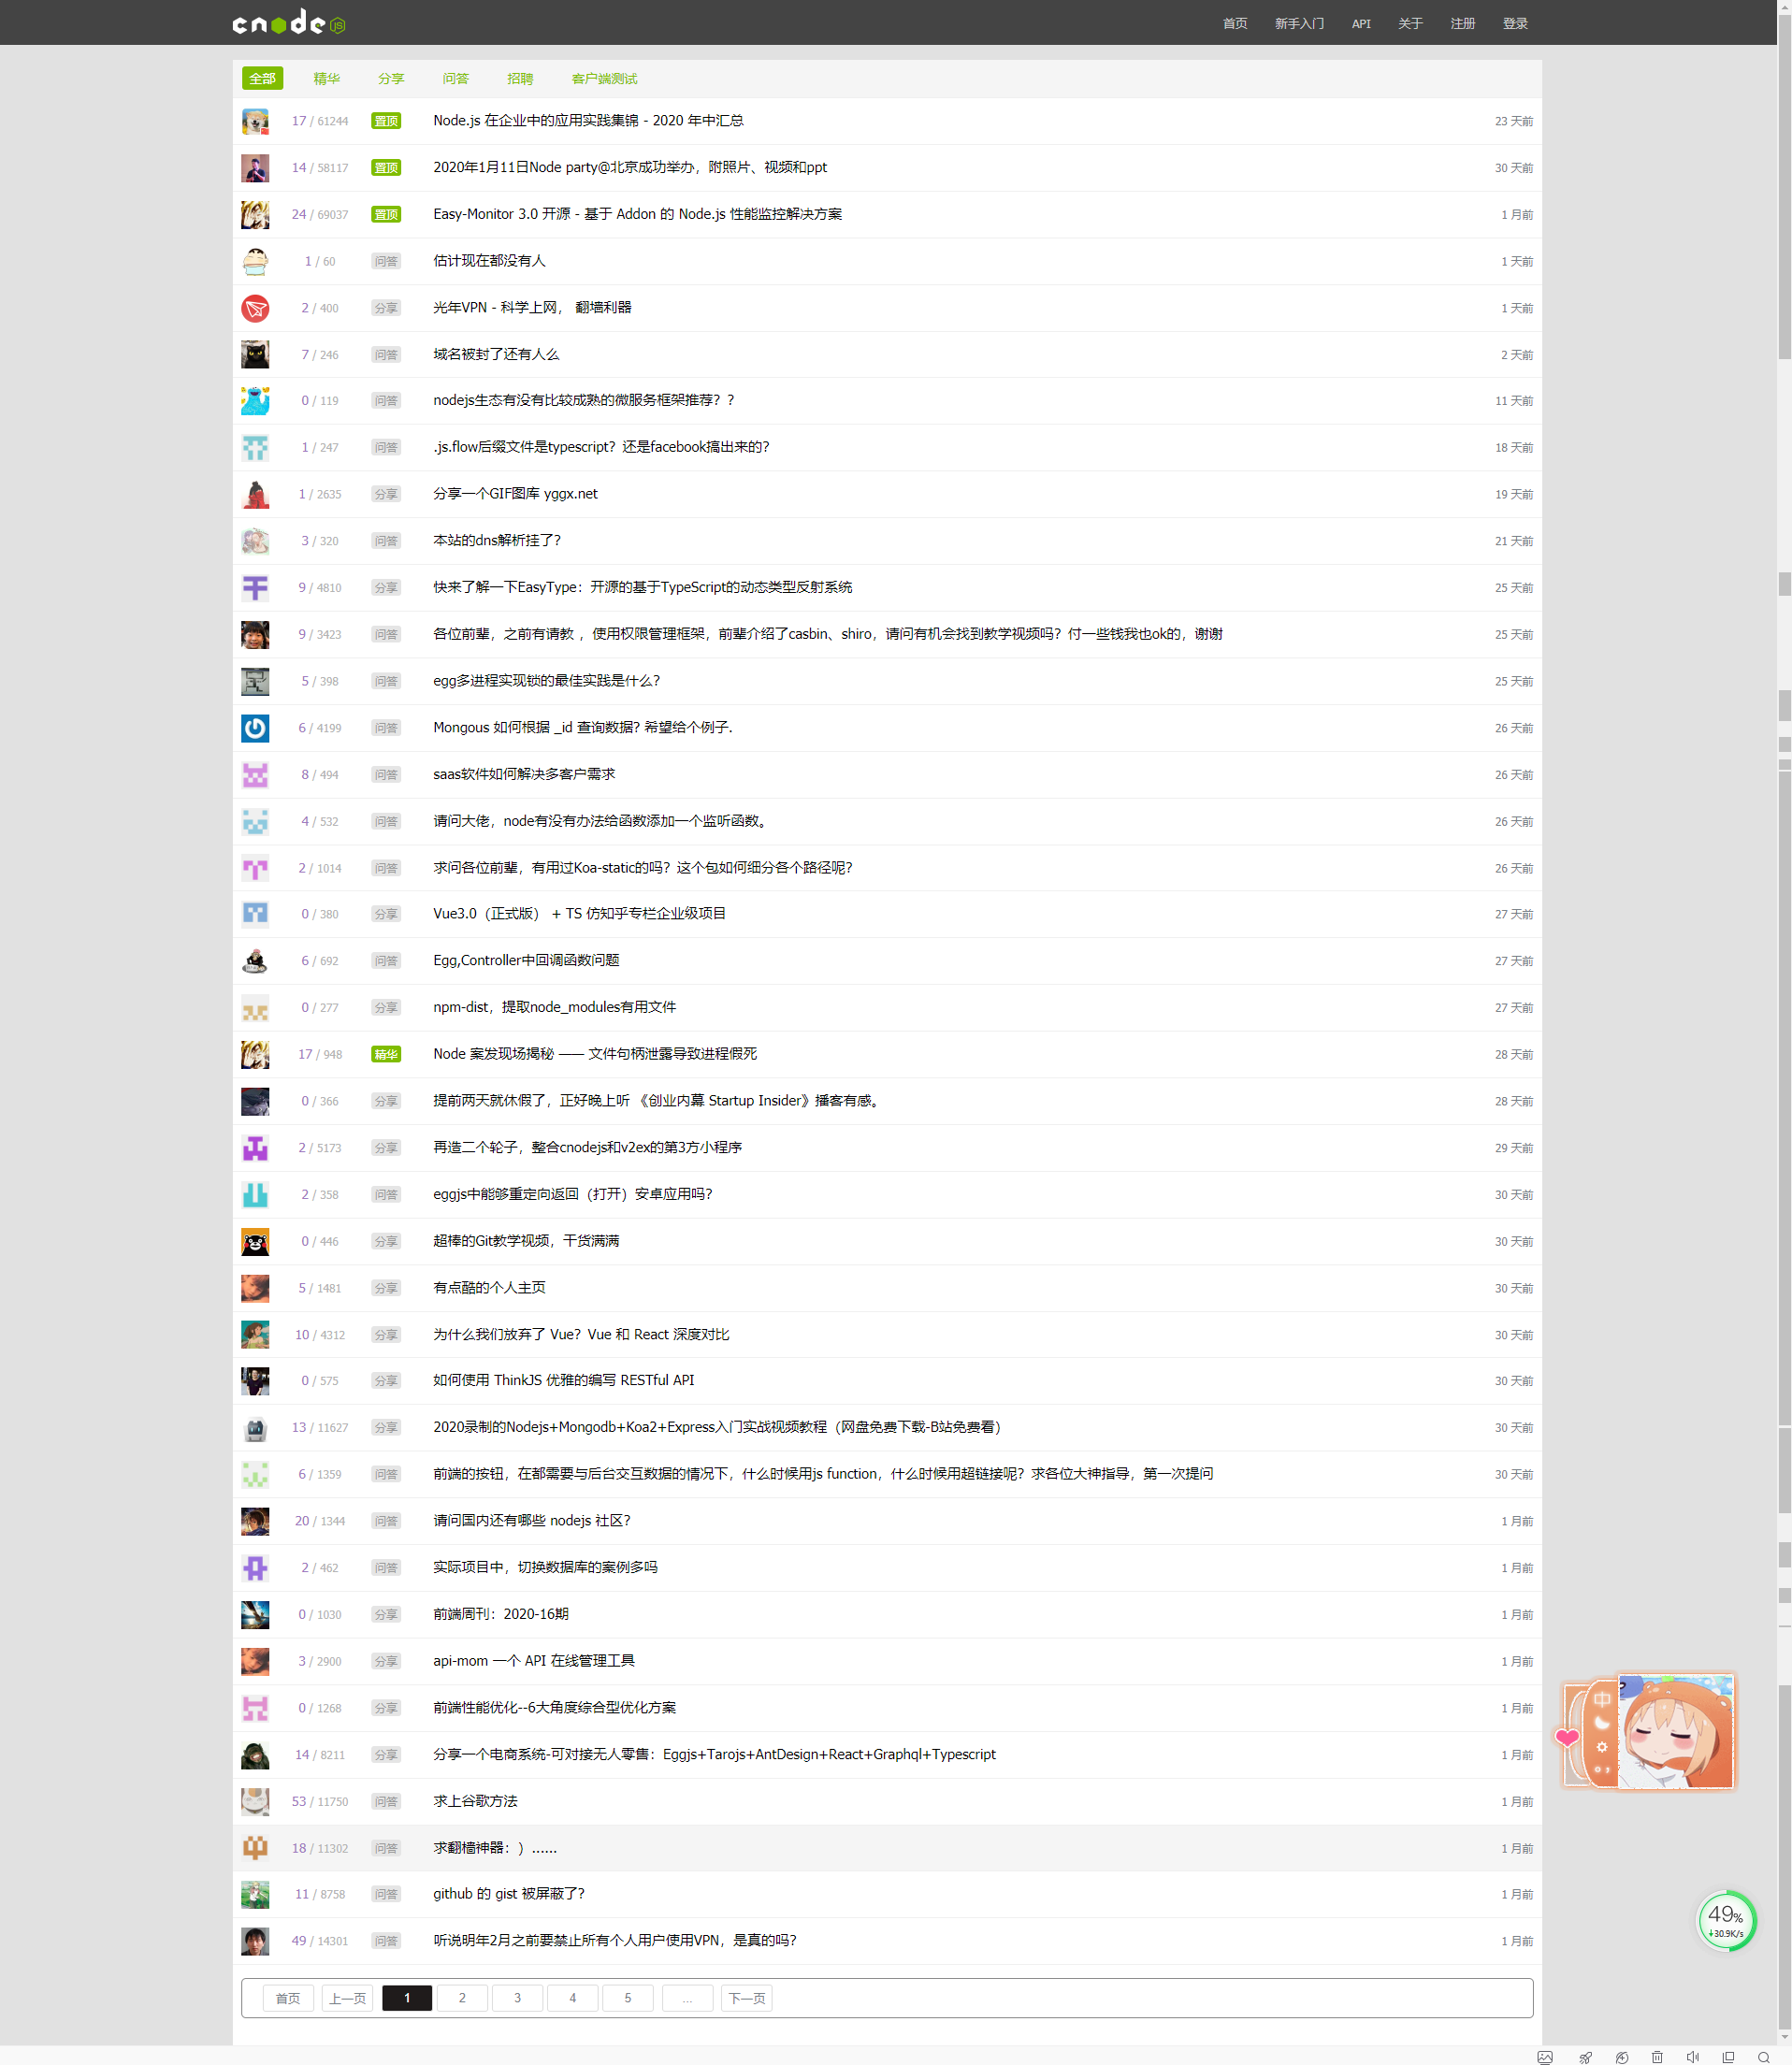 cnode JS 首页 新手入门 API 关于 注册 登录
全部 精华 分享 问答 招聘 客户端测试
17 / 61244 置顶 Node.js 在企业中的应用实践集锦 - 2020 年中汇总 23 天前
14 / 58117 置顶 2020年1月11日Node party@北京成功举办，附照片、视频和ppt 30 天前
24 / 69037 置顶 Easy-Monitor 3.0 开源 - 基于 Addon 的 Node.js 性能监控解决方案 1 月前
1 / 60 问答 估计现在都没有人 1 天前
2 / 400 分享 光年VPN - 科学上网， 翻墙利器 1 天前
7 / 246 问答 域名被封了还有人么 2 天前
0 / 119 问答 nodejs生态有没有比较成熟的微服务框架推荐？？ 11 天前
1 / 247 问答 .js.flow后缀文件是typescript？还是facebook搞出来的? 18 天前
1 / 2635 分享 分享一个GIF图库 yggx.net 19 天前
3 / 320 问答 本站的dns解析挂了? 21 天前
9 / 4810 分享 快来了解一下EasyType：开源的基于TypeScript的动态类型反射系统 25 天前
9 / 3423 问答 各位前辈，之前有请教 ，使用权限管理框架，前辈介绍了casbin、shiro，请问有机会找到教学视频吗？付一些钱我也ok的，谢谢 25 天前
5 / 398 问答 egg多进程实现锁的最佳实践是什么? 25 天前
6 / 4199 问答 Mongous 如何根据 _id 查询数据? 希望给个例子. 26 天前
8 / 494 问答 saas软件如何解决多客户需求 26 天前
4 / 532 问答 请问大佬，node有没有办法给函数添加一个监听函数。 26 天前
2 / 1014 问答 求问各位前辈，有用过Koa-static的吗？这个包如何细分各个路径呢? 26 天前
0 / 380 分享 Vue3.0（正式版） + TS 仿知乎专栏企业级项目 27 天前
6 / 692 问答 Egg,Controller中回调函数问题 27 天前
0 / 277 分享 npm-dist，提取node_modules有用文件 27 天前
17 / 948 精华 Node 案发现场揭秘 —— 文件句柄泄露导致进程假死 28 天前
0 / 366 分享 提前两天就休假了，正好晚上听 《创业内幕 Startup Insider》播客有感。 28 天前
2 / 5173 分享 再造二个轮子，整合cnodejs和v2ex的第3方小程序 29 天前
2 / 358 问答 eggjs中能够重定向返回（打开）安卓应用吗? 30 天前
0 / 446 分享 超棒的Git教学视频，干货满满 30 天前
5 / 1481 分享 有点酷的个人主页 30 天前
10 / 4312 分享 为什么我们放弃了 Vue？Vue 和 React 深度对比 30 天前
0 / 575 分享 如何使用 ThinkJS 优雅的编写 RESTful API 30 天前
13 / 11627 分享 2020录制的Nodejs+Mongodb+Koa2+Express入门实战视频教程（网盘免费下载-B站免费看） 30 天前
6 / 1359 问答 前端的按钮，在都需要与后台交互数据的情况下，什么时候用js function，什么时候用超链接呢？求各位大神指导，第一次提问 30 天前
20 / 1344 问答 请问国内还有哪些 nodejs 社区? 1 月前
2 / 462 问答 实际项目中，切换数据库的案例多吗 1 月前
0 / 1030 分享 前端周刊：2020-16期 1 月前
3 / 2900 分享 api-mom 一个 API 在线管理工具 1 月前
0 / 1268 分享 前端性能优化--6大角度综合型优化方案 1 月前
14 / 8211 分享 分享一个电商系统-可对接无人零售：Eggjs+Tarojs+AntDesign+React+Graphql+Typescript 1 月前
53 / 11750 问答 求上谷歌方法 1 月前
18 / 11302 问答 求翻樯神器：）…… 1 月前
11 / 8758 问答 github 的 gist 被屏蔽了? 1 月前
49 / 14301 问答 听说明年2月之前要禁止所有个人用户使用VPN，是真的吗? 1 月前
首页 上一页 1 2 3 4 5 ... 下一页
中
49%
30.9K/s